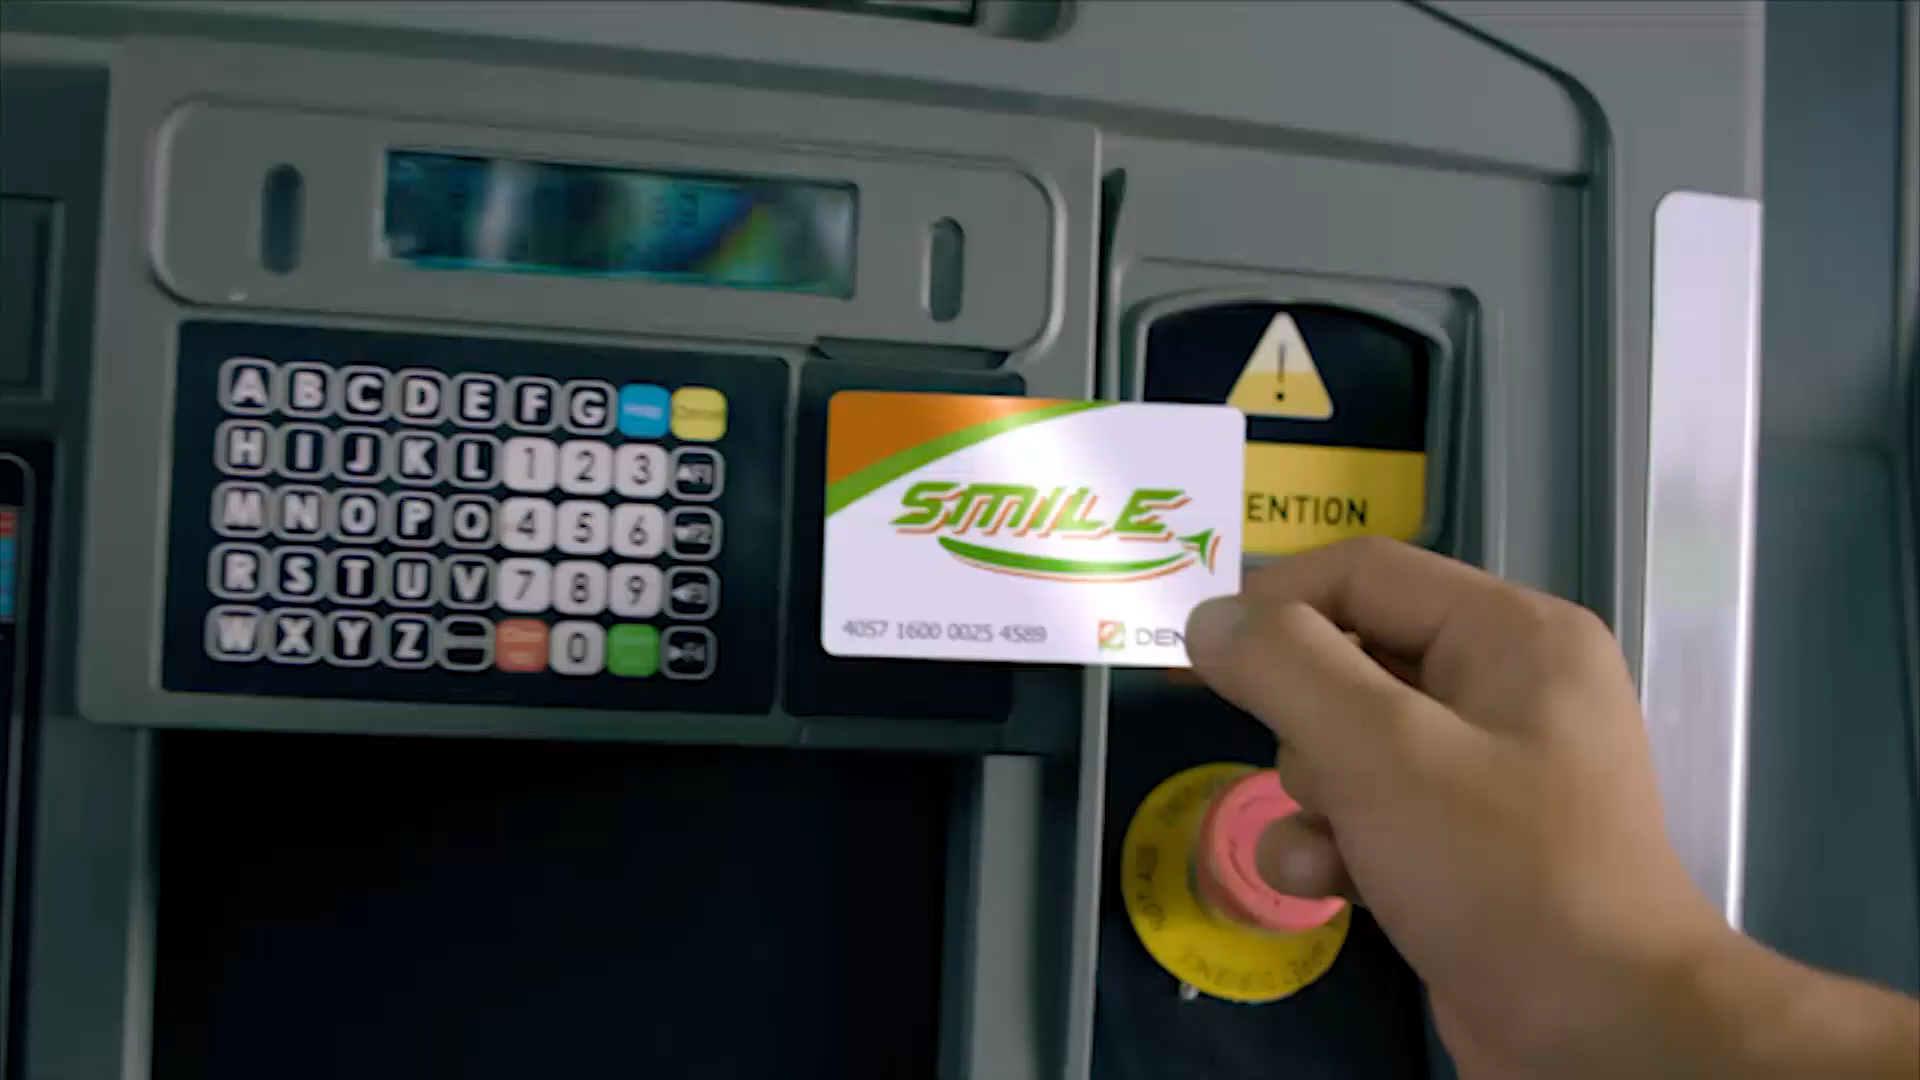 A B C D E F G
H I J K L 1 2 3
M N O P Q 4 5 6
R S T U V 7 8 9
W X Y Z 0
SMILE
4057 1600 0025 4589
DEN
!
ENTION